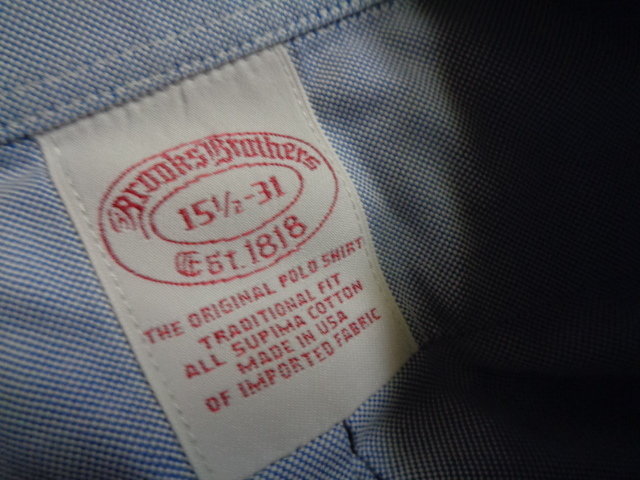 Brooks Brothers
15½-31
Est. 1818
THE ORIGINAL POLO SHIRT
TRADITIONAL FIT
ALL SUPIMA COTTON
MADE IN USA
OF IMPORTED FABRIC